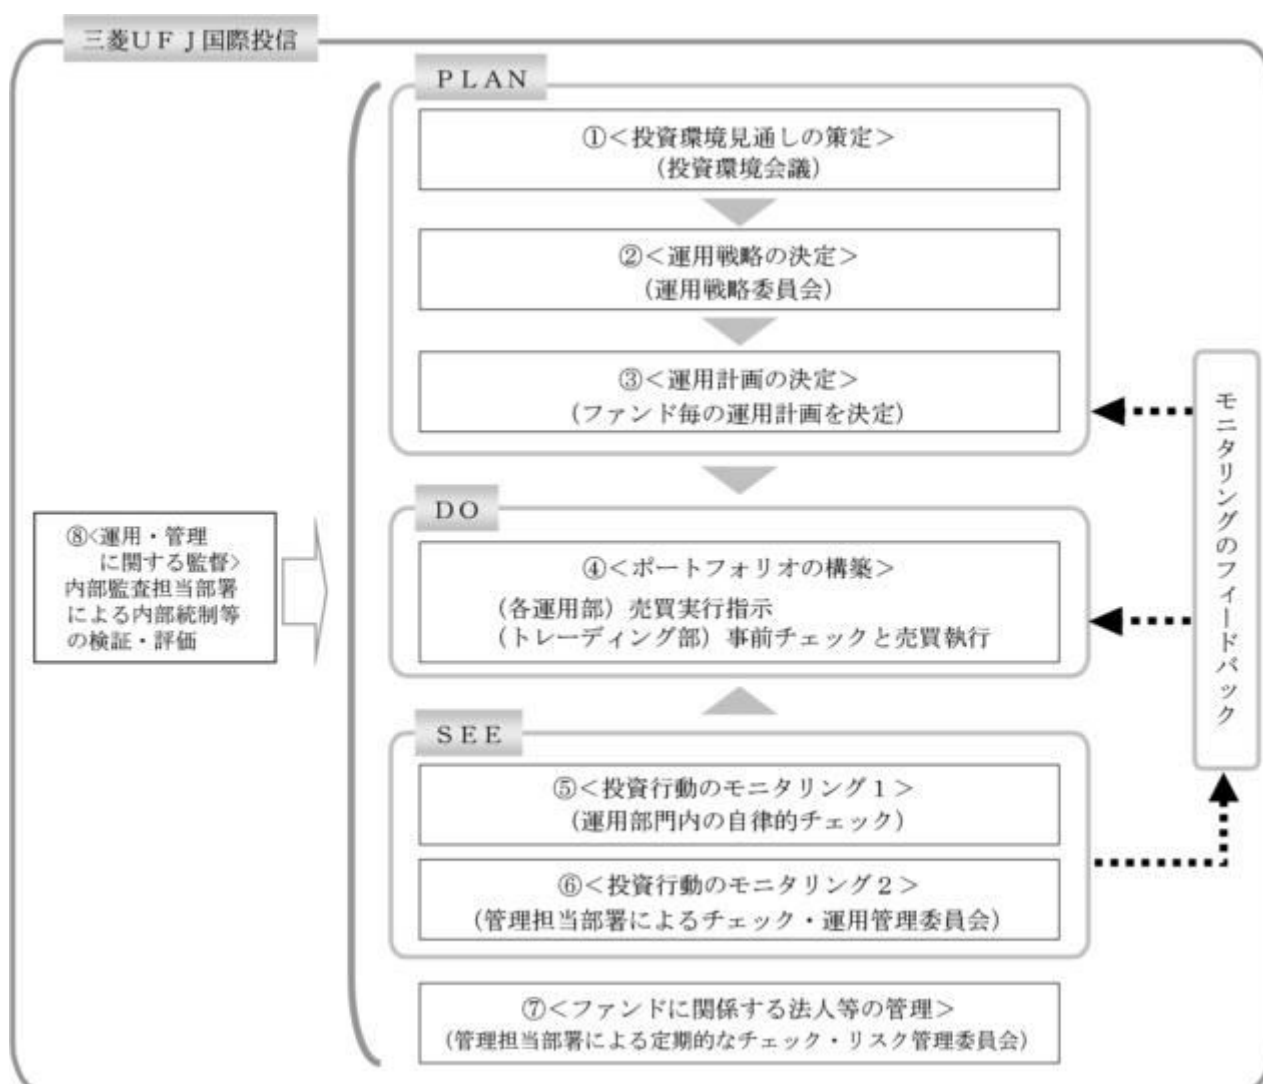 三菱ＵＦＪ国際投信
ＰＬＡＮ
①＜投資環境見通しの策定＞
（投資環境会議）
②＜運用戦略の決定＞
（運用戦略委員会）
③＜運用計画の決定＞
（ファンド毎の運用計画を決定）
ＤＯ
④＜ポートフォリオの構築＞
（各運用部）売買実行指示
（トレーディング部）事前チェックと売買執行
ＳＥＥ
⑤＜投資行動のモニタリング１＞
（運用部門内の自律的チェック）
⑥＜投資行動のモニタリング２＞
（管理担当部署によるチェック・運用管理委員会）
⑦＜ファンドに関係する法人等の管理＞
（管理担当部署による定期的なチェック・リスク管理委員会）
⑧<運用・管理
に関する監督>
内部監査担当部署
による内部統制等
の検証・評価
モニタリングのフィードバック